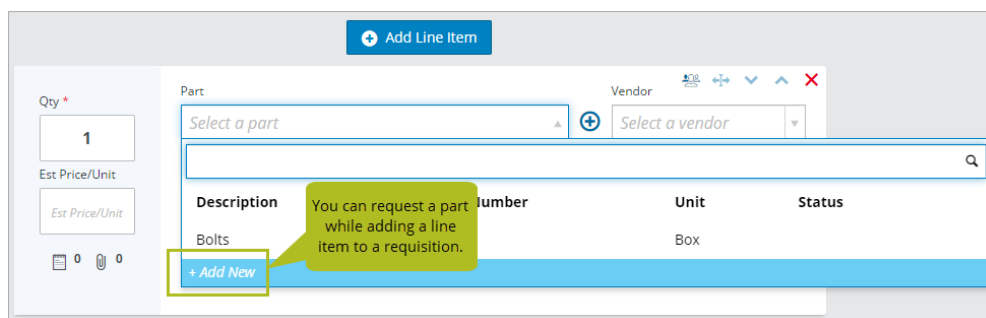 Add Line Item
Qty *
Part
Vendor
1
Select a part
Select a vendor
Est Price/Unit
Est Price/Unit
Description
Unit
Status
Bolts
Box
You can request a part
while adding a line
item to a requisition.
+ Add New
0
0